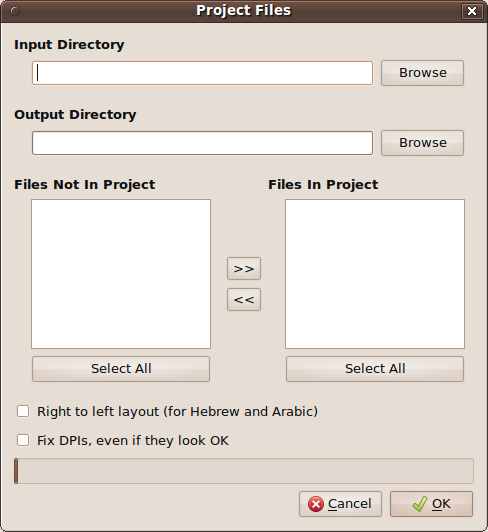 Project Files
Input Directory
Browse
Output Directory
Browse
Files Not In Project
Files In Project
>>
<<
Select All
Select All
Right to left layout (for Hebrew and Arabic)
Fix DPIs, even if they look OK
Cancel
OK